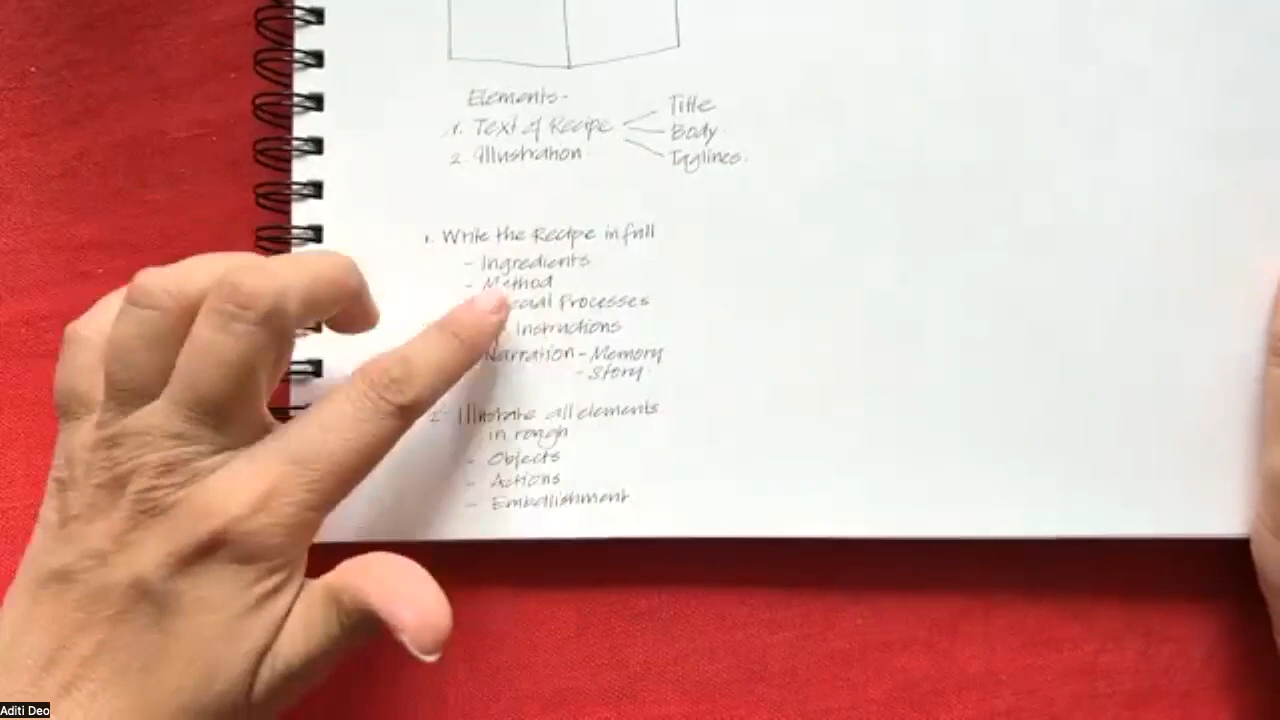 Elements-
1. Text of Recipe
Title
Body
Taglines.
2. Illustration
1. Write the Recipe in full
- Ingredients
- Method
Processes
Instructions
Narration - Memory
- Story
2. Illustrate all elements
in rough
- Objects
- Actions
- Embellishment
Aditi Deo